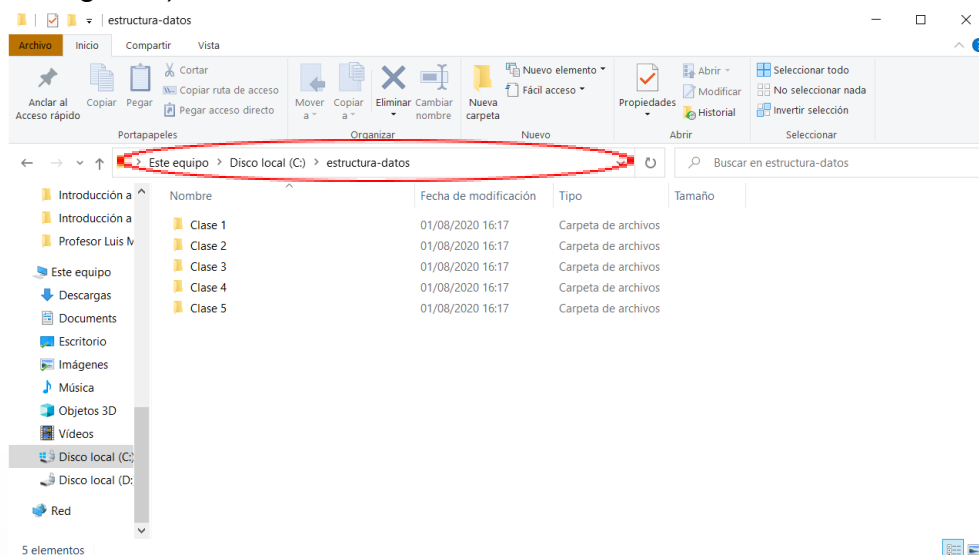 estructura-datos
Archivo Inicio Compartir Vista
Anclar al Acceso rápido
Copiar
Pegar
Cortar
Copiar ruta de acceso
Pegar acceso directo
Portapapeles
Mover a
Copiar a
Eliminar
Cambiar nombre
Organizar
Nueva carpeta
Nuevo elemento
Fácil acceso
Nuevo
Propiedades
Abrir
Modificar
Historial
Abrir
Seleccionar todo
No seleccionar nada
Invertir selección
Seleccionar
Este equipo > Disco local (C:) > estructura-datos
Buscar en estructura-datos
Introducción a
Introducción a
Profesor Luis M
Este equipo
Descargas
Documents
Escritorio
Imágenes
Música
Objetos 3D
Vídeos
Disco local (C:)
Disco local (D:
Red
Nombre Fecha de modificación Tipo Tamaño
Clase 1 01/08/2020 16:17 Carpeta de archivos
Clase 2 01/08/2020 16:17 Carpeta de archivos
Clase 3 01/08/2020 16:17 Carpeta de archivos
Clase 4 01/08/2020 16:17 Carpeta de archivos
Clase 5 01/08/2020 16:17 Carpeta de archivos
5 elementos